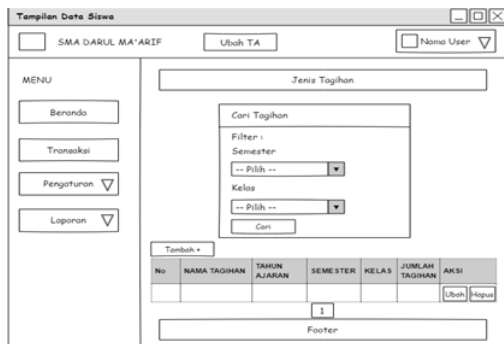 Tampilan Data Siswa
SMA DARUL MA'ARIF
Ubah TA
Nama User
MENU
Beranda
Transaksi
Pengaturan
Laporan
Jenis Tagihan
Cari Tagihan
Filter :
Semester
-- Pilih --
Kelas
-- Pilih --
Cari
Tambah +
No NAMA TAGIHAN TAHUN AJARAN SEMESTER KELAS JUMLAH TAGIHAN AKSI
Ubah Hapus
1
Footer